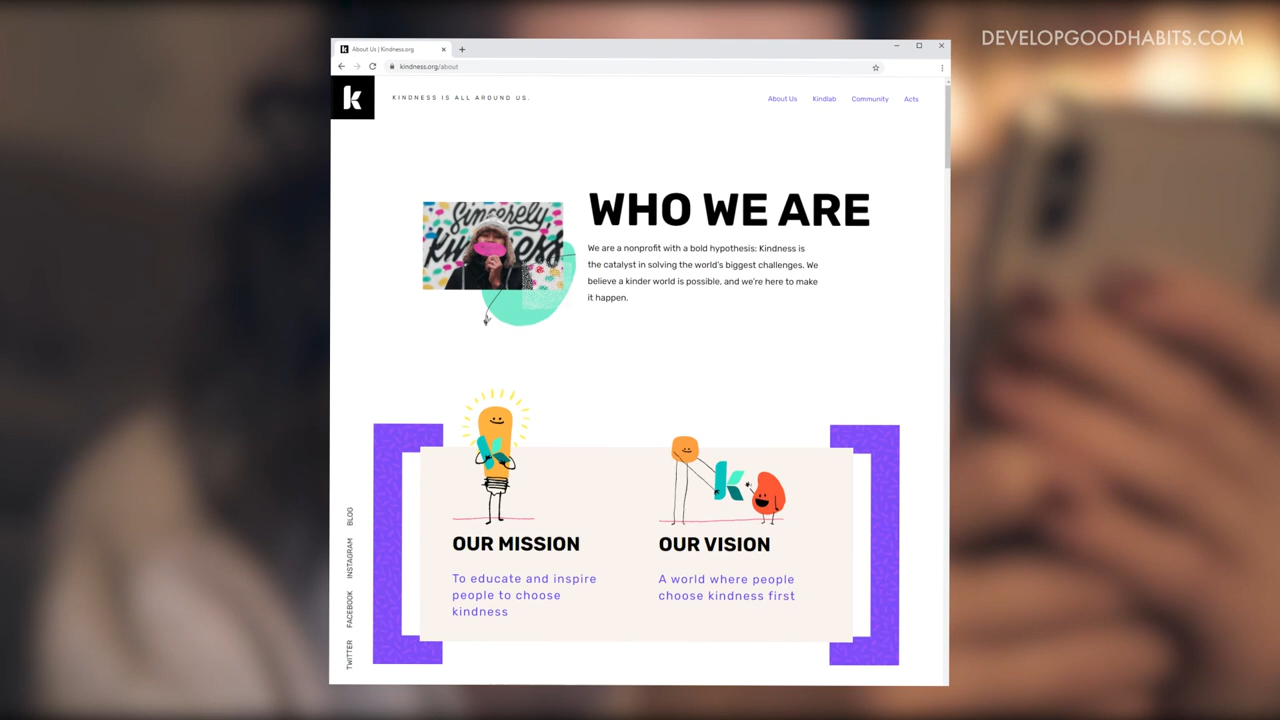 DEVELOPGOODHABITS.COM
About Us | Kindness.org
kindness.org/about
k
KINDNESS IS ALL AROUND US.
About Us Kindlab Community Acts
Sincerely
Kindness
WHO WE ARE
We are a nonprofit with a bold hypothesis: Kindness is
the catalyst in solving the world's biggest challenges. We
believe a kinder world is possible, and we're here to make
it happen.
k
k
OUR MISSION
To educate and inspire
people to choose
kindness
OUR VISION
A world where people
choose kindness first
BLOG
INSTAGRAM
FACEBOOK
TWITTER